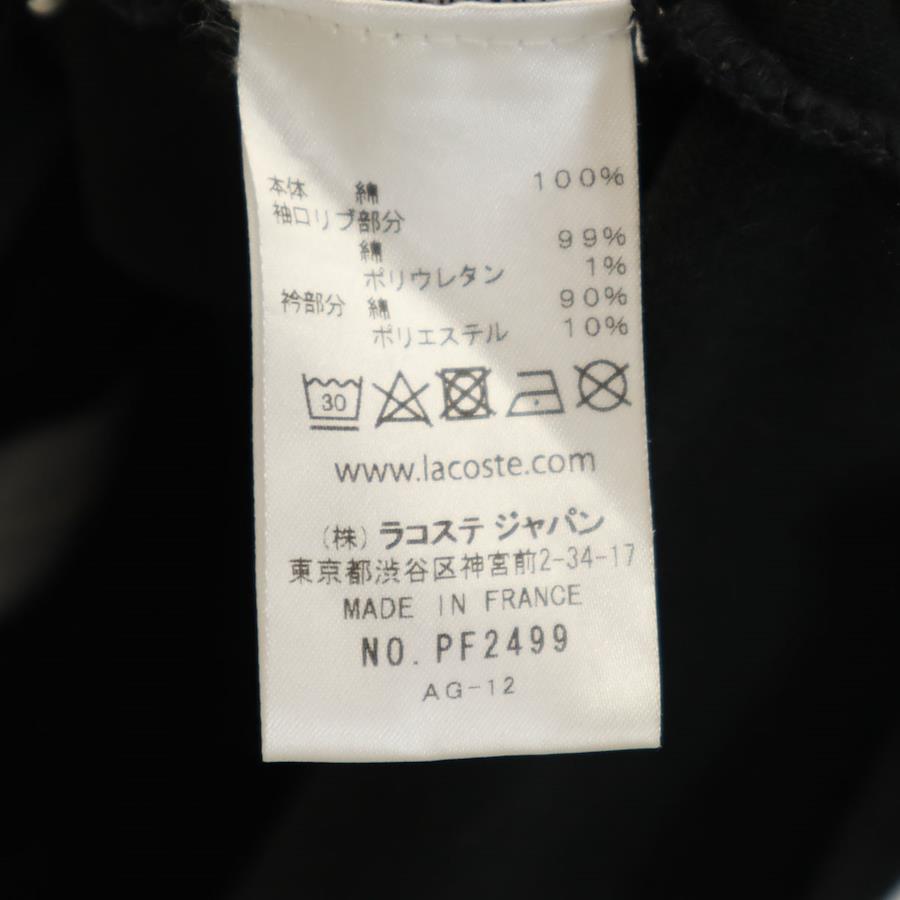 本体 綿 100%
袖口リブ部分
綿 99%
ポリウレタン 1%
衿部分 綿 90%
ポリエステル 10%
30
www.lacoste.com
(株) ラコステ ジャパン
東京都渋谷区神宮前2-34-17
MADE IN FRANCE
NO. PF2499
AG-12